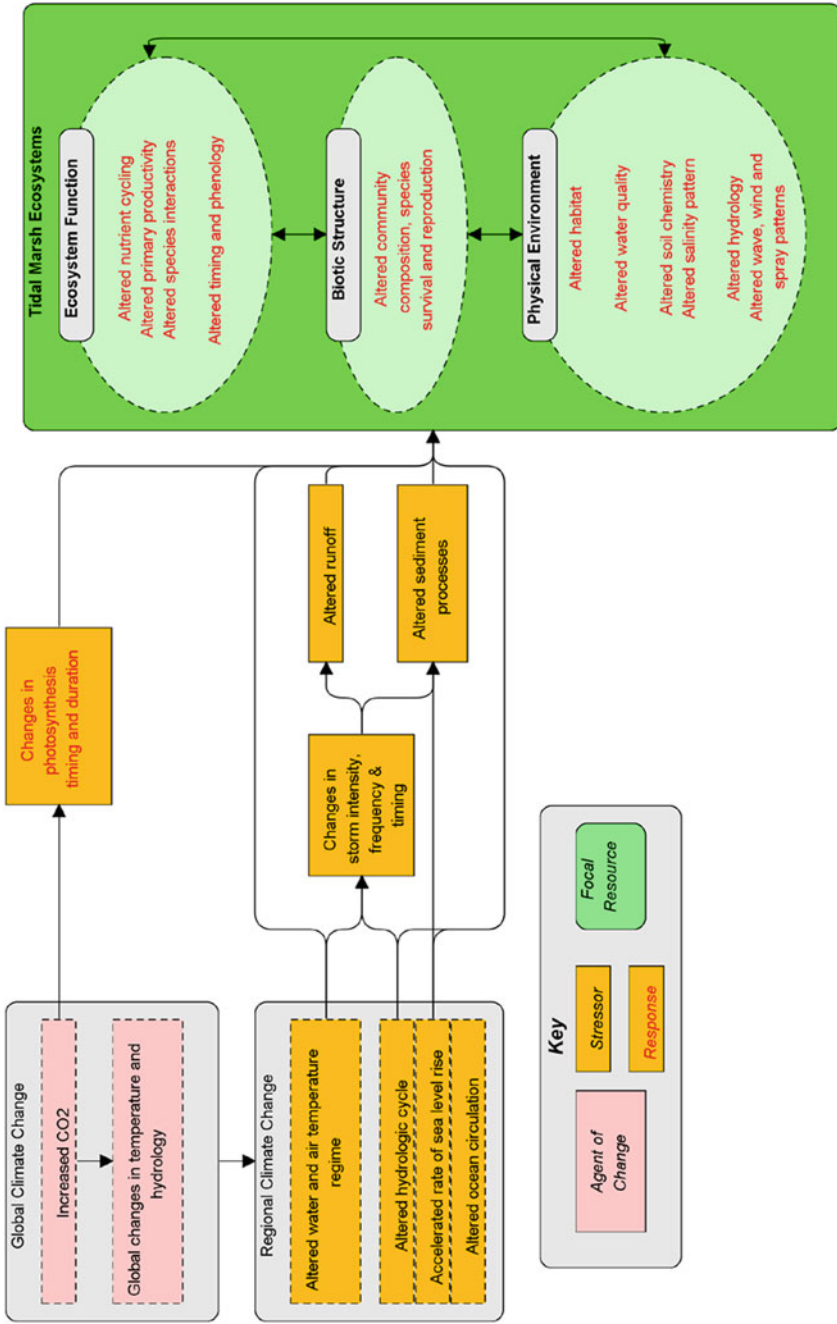 Global Climate Change
Increased CO2
Global changes in temperature and
hydrology
Regional Climate Change
Altered water and air temperature
regime
Altered hydrologic cycle
Accelerated rate of sea level rise
Altered ocean circulation
Changes in
photosynthesis
timing and duration
Changes in
storm intensity,
frequency &
timing
Altered runoff
Altered sediment
processes
Tidal Marsh Ecosystems
Ecosystem Function
Altered nutrient cycling
Altered primary productivity
Altered species interactions
Altered timing and phenology
Biotic Structure
Altered community
composition, species
survival and reproduction
Physical Environment
Altered habitat
Altered water quality
Altered soil chemistry
Altered salinity pattern
Altered hydrology
Altered wave, wind and
spray patterns
Key
Agent of
Change
Stressor
Response
Focal
Resource